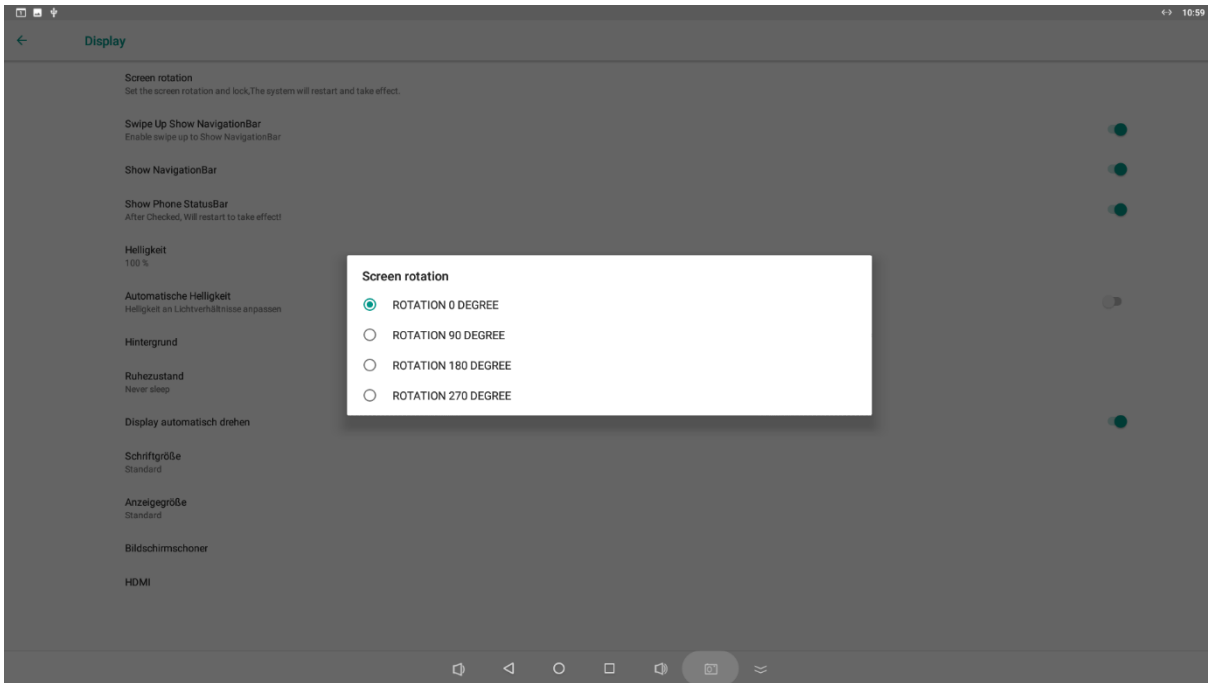 10:59
Display
Screen rotation
Set the screen rotation and lock,The system will restart and take effect.
Swipe Up Show NavigationBar
Enable swipe up to Show NavigationBar
Show NavigationBar
Show Phone StatusBar
After Checked, Will restart to take effect!
Helligkeit
100 %
Automatische Helligkeit
Helligkeit an Lichtverhältnisse anpassen
Hintergrund
Ruhezustand
Never sleep
Display automatisch drehen
Schriftgröße
Standard
Anzeigegröße
Standard
Bildschirmschoner
HDMI
Screen rotation
ROTATION 0 DEGREE
ROTATION 90 DEGREE
ROTATION 180 DEGREE
ROTATION 270 DEGREE